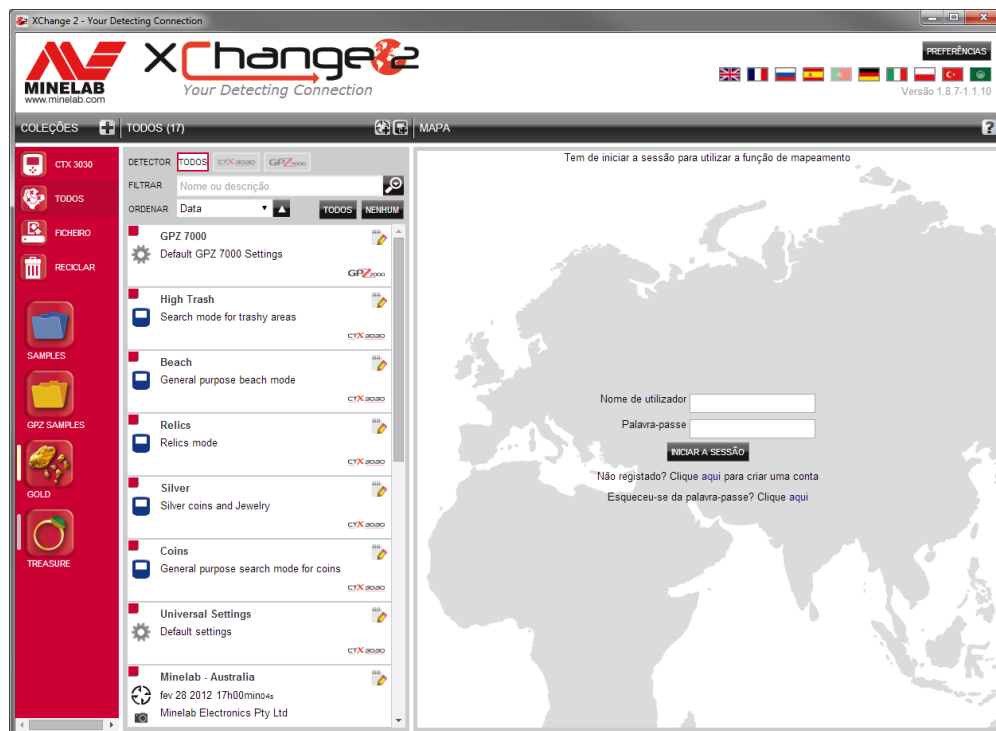 XChange 2 - Your Detecting Connection
MINELAB
www.minelab.com
XChange 2
Your Detecting Connection
PREFERÊNCIAS
Versão 1.8.7-1.1.10
COLEÇÕES
TODOS (17)
MAPA
?
CTX 3030
TODOS
FICHEIRO
RECICLAR
SAMPLES
GPZ SAMPLES
GOLD
TREASURE
DETECTOR TODOS CTX 3030 GPZ 7000
FILTRAR Nome ou descrição
ORDENAR Data TODOS NENHUM
GPZ 7000
Default GPZ 7000 Settings
GPZ 7000
High Trash
Search mode for trashy areas
CTX 3030
Beach
General purpose beach mode
CTX 3030
Relics
Relics mode
CTX 3030
Silver
Silver coins and Jewelry
CTX 3030
Coins
General purpose search mode for coins
CTX 3030
Universal Settings
Default settings
CTX 3030
Minelab - Australia
fev 28 2012 17h00min04s
Minelab Electronics Pty Ltd
Tem de iniciar a sessão para utilizar a função de mapeamento
Nome de utilizador
Palavra-passe
INICIAR A SESSÃO
Não registado? Clique aqui para criar uma conta
Esqueceu-se da palavra-passe? Clique aqui